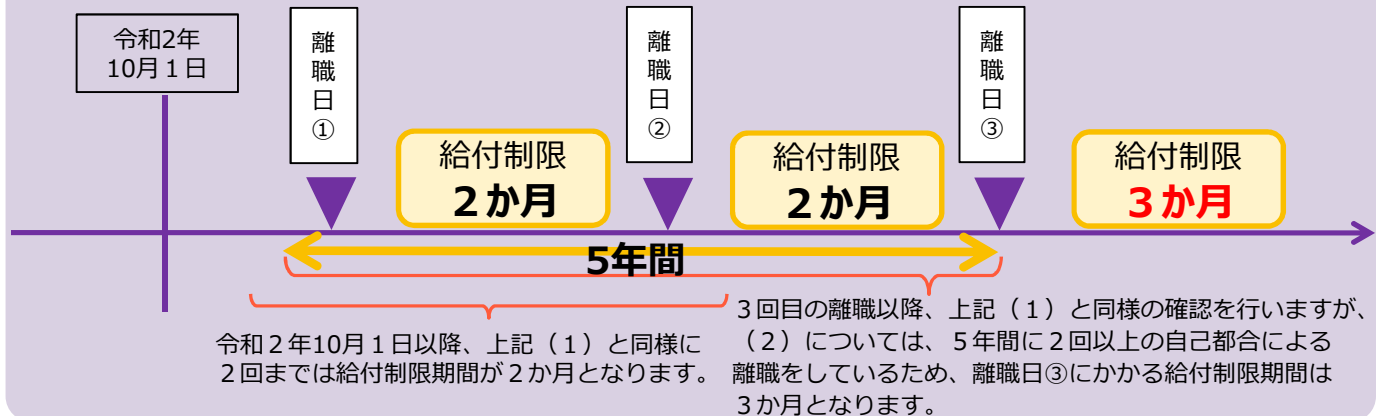 令和2年
10月１日
離職日①
離職日②
離職日③
給付制限
２か月
給付制限
２か月
給付制限
３か月
5年間
令和２年10月１日以降、上記（１）と同様に
２回までは給付制限期間が２か月となります。
３回目の離職以降、上記（１）と同様の確認を行いますが、
（２）については、５年間に２回以上の自己都合による
離職をしているため、離職日③にかかる給付制限期間は
３か月となります。